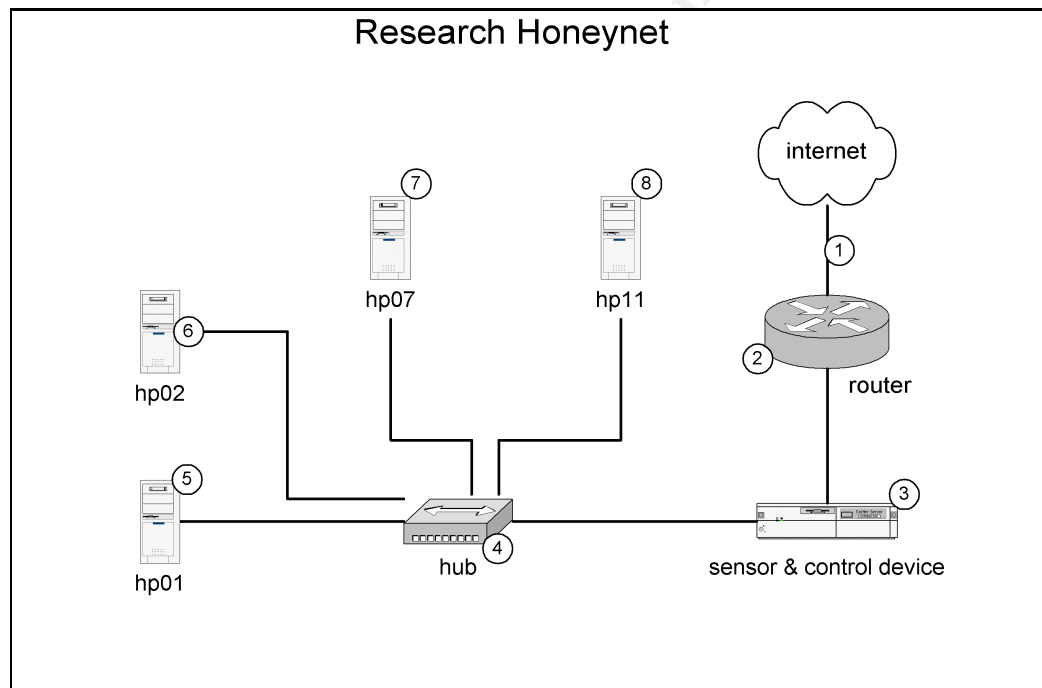 Research Honeynet
internet
7
8
1
hp07
hp11
6
2
router
hp02
5
3
4
hub
sensor & control device
hp01